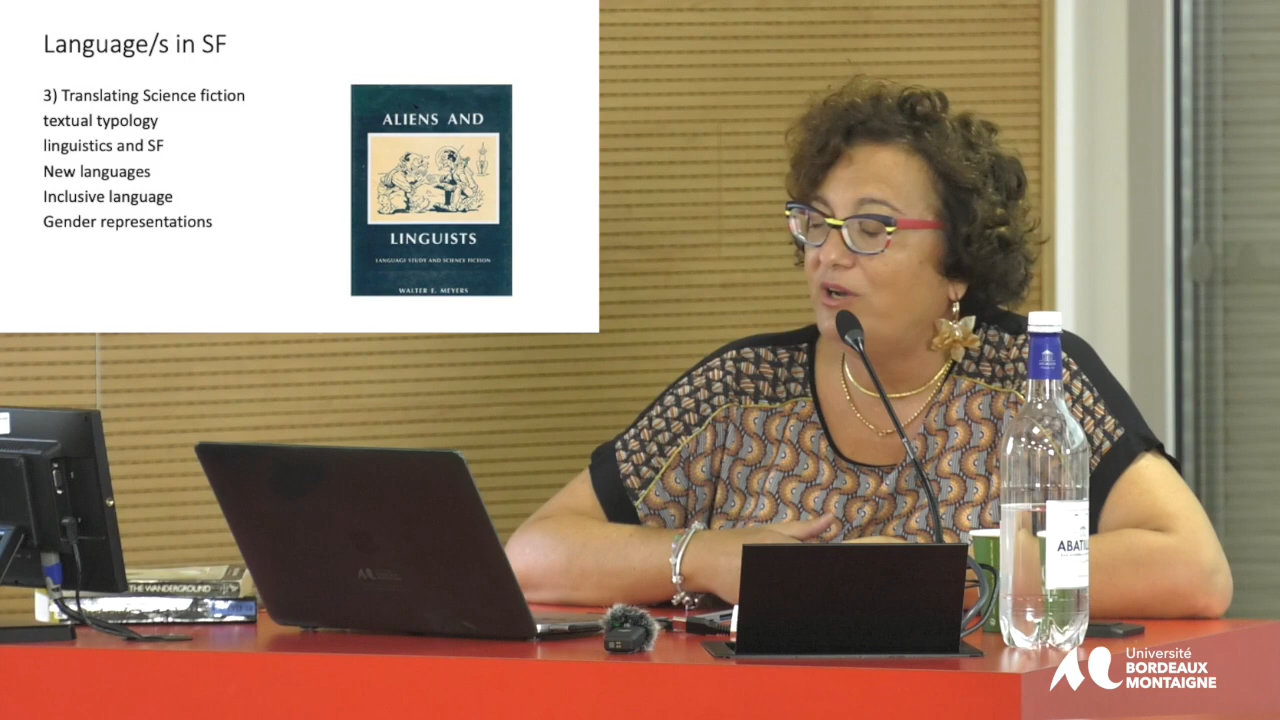 Language/s in SF
3) Translating Science fiction
textual typology
linguistics and SF
New languages
Inclusive language
Gender representations
ALIENS AND
LINGUISTS
LANGUAGE STUDY AND SCIENCE FICTION
WALTER E. MEYERS
THE WANDERGROUND
ABATIL
Université
BORDEAUX
MONTAIGNE